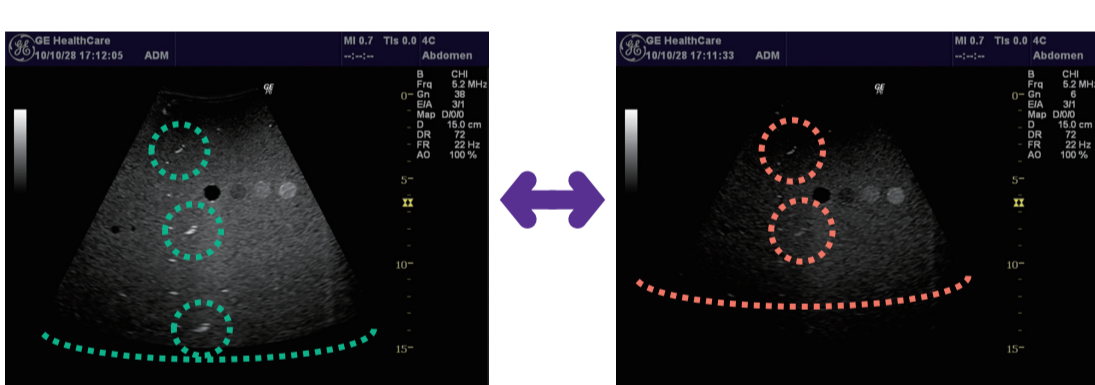 GE HealthCare
10/10/28 17:12:05 ADM
MI 0.7 TIs 0.0 4C
--:--:-- Abdomen
B CHI
Frq 5.2 MHz
Gn 38
E/A 3/1
Map D/0/0
D 15.0 cm
DR 72
FR 22 Hz
AO 100 %
0-
5-
10-
15-
GE HealthCare
10/10/28 17:11:33 ADM
MI 0.7 TIs 0.0 4C
--:--:-- Abdomen
B CHI
Frq 5.2 MHz
Gn 6
E/A 3/1
Map D/0/0
D 15.0 cm
DR 72
FR 22 Hz
AO 100 %
0-
5-
10-
15-